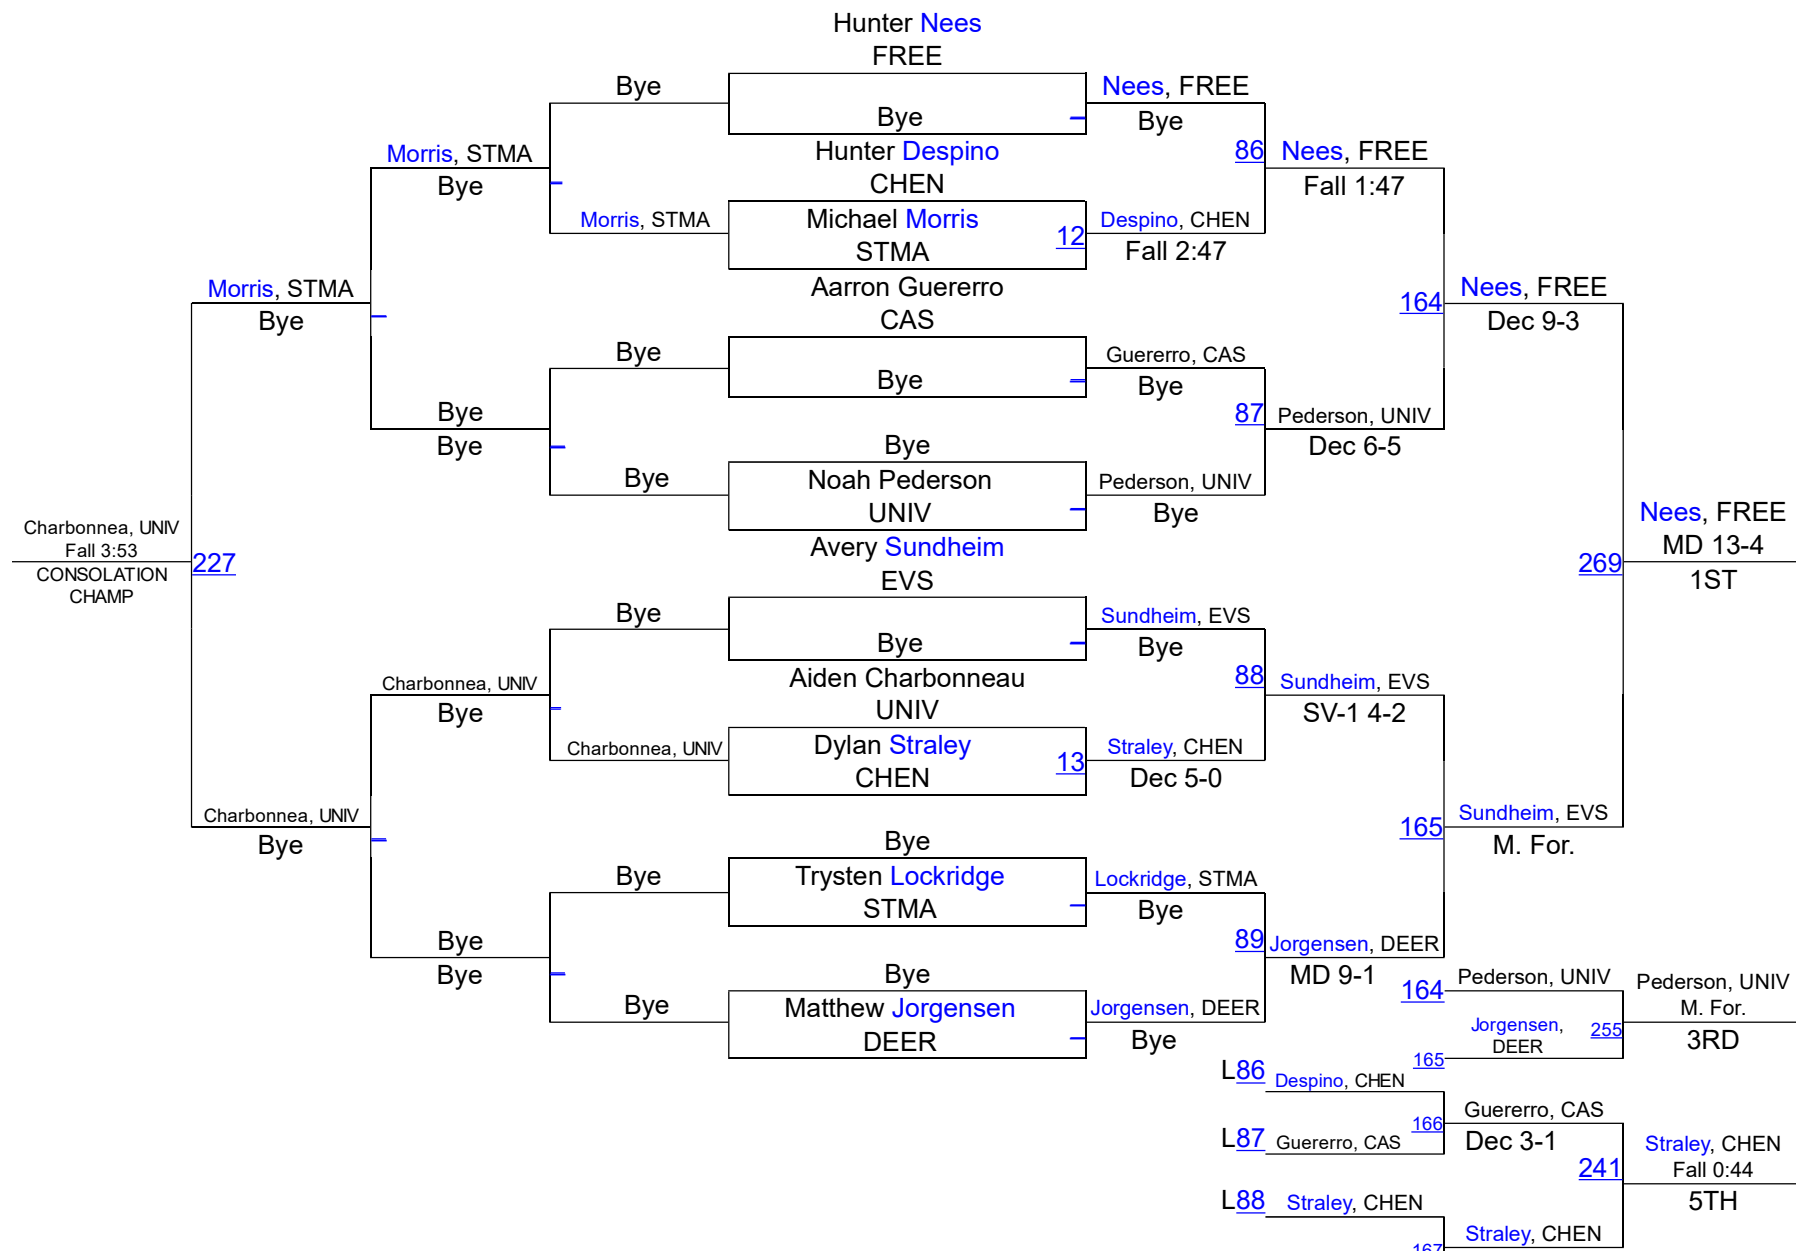 Hunter Nees
FREE
Bye
Bye
Nees, FREE
Bye
Morris, STMA
Bye
Hunter Despino
CHEN
86
Nees, FREE
Fall 1:47
Morris, STMA
Michael Morris
STMA
12
Despino, CHEN
Fall 2:47
Morris, STMA
Bye
Aarron Guererro
CAS
164
Nees, FREE
Dec 9-3
Bye
Bye
Guererro, CAS
Bye
Bye
Bye
87
Pederson, UNIV
Dec 6-5
Bye
Bye
Noah Pederson
UNIV
Pederson, UNIV
Bye
Charbonnea, UNIV
Fall 3:53
CONSOLATION
CHAMP
227
Avery Sundheim
EVS
269
Nees, FREE
MD 13-4
1ST
Bye
Bye
Sundheim, EVS
Bye
Charbonnea, UNIV
Bye
Aiden Charbonneau
UNIV
88
Sundheim, EVS
SV-1 4-2
Charbonnea, UNIV
Dylan Straley
CHEN
13
Straley, CHEN
Dec 5-0
Charbonnea, UNIV
Bye
165
Sundheim, EVS
M. For.
Bye
Bye
Trysten Lockridge
STMA
Lockridge, STMA
Bye
Bye
Bye
89
Jorgensen, DEER
MD 9-1
Bye
Bye
Matthew Jorgensen
DEER
Jorgensen, DEER
Bye
164
Pederson, UNIV
Jorgensen,
DEER
165
255
Pederson, UNIV
M. For.
3RD
L86
Despino, CHEN
L87
Guererro, CAS
166
Guererro, CAS
Dec 3-1
L88
Straley, CHEN
167
Straley, CHEN
241
Straley, CHEN
Fall 0:44
5TH